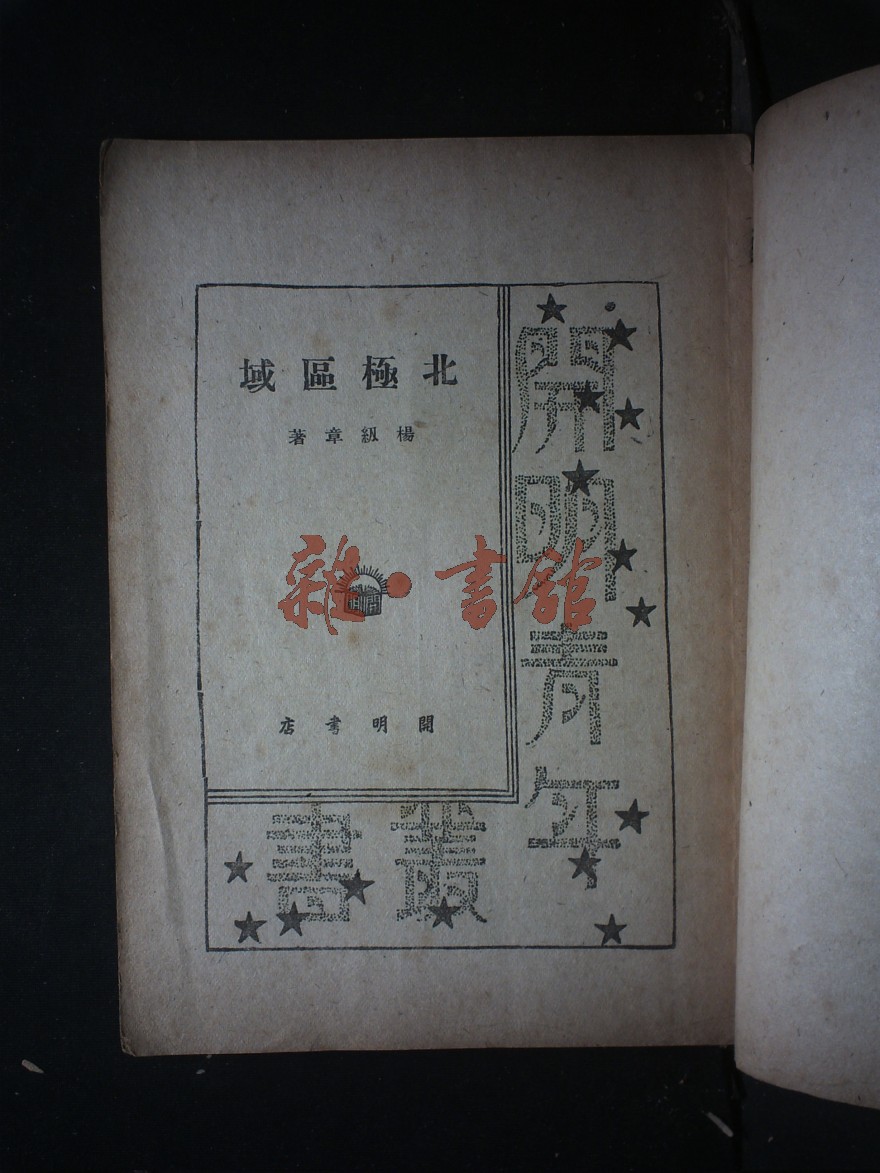 北極區域
楊紉章著
開明書店
開明青年
叢書
雜·書館